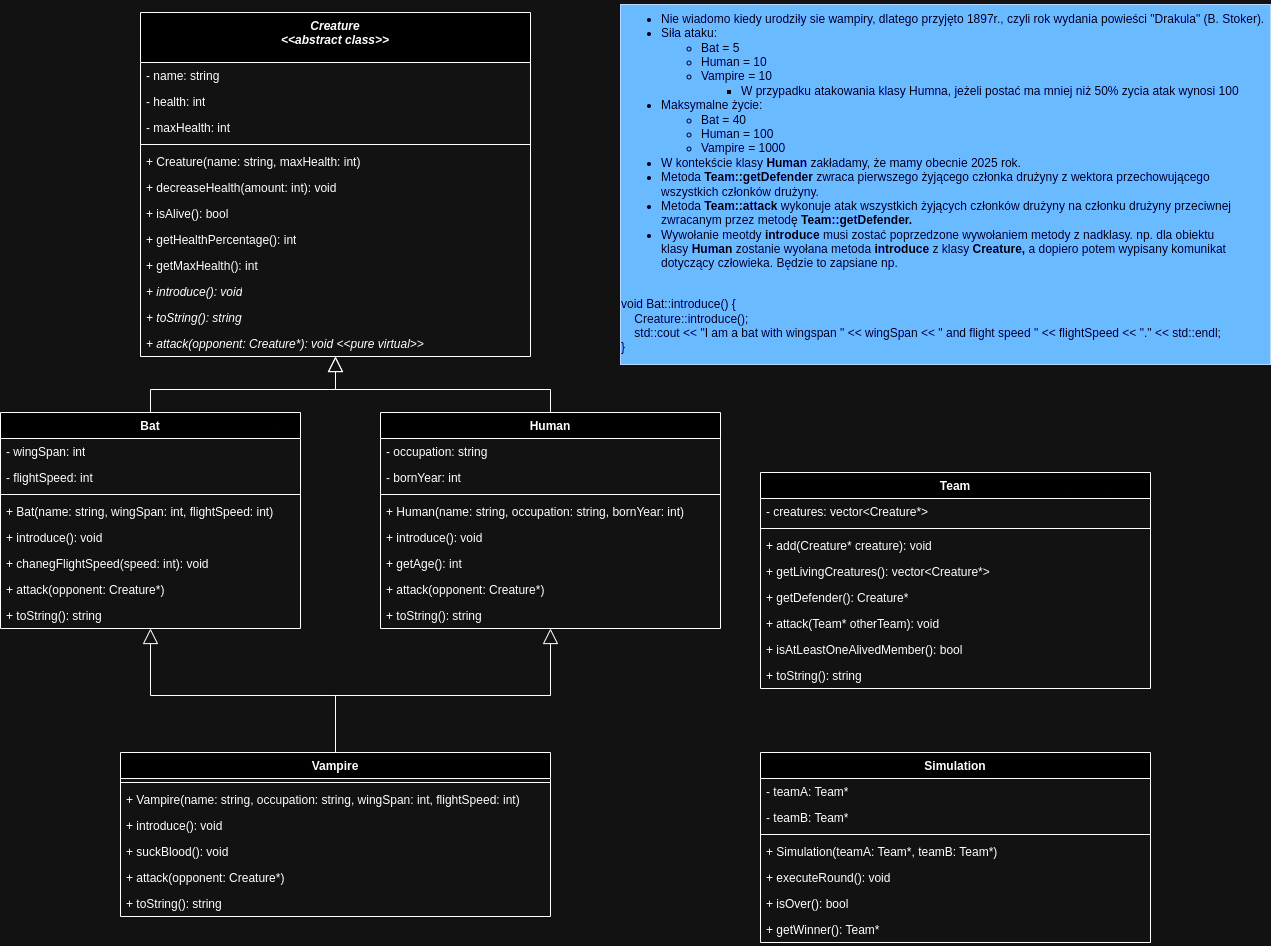 Creature
<<abstract class>>
- name: string
- health: int
- maxHealth: int
+ Creature(name: string, maxHealth: int)
+ decreaseHealth(amount: int): void
+ isAlive(): bool
+ getHealthPercentage(): int
+ getMaxHealth(): int
+ introduce(): void
+ toString(): string
+ attack(opponent: Creature*): void <<pure virtual>>
Nie wiadomo kiedy urodziły sie wampiry, dlatego przyjęto 1897r., czyli rok wydania powieści "Drakula" (B. Stoker).
Siła ataku:
Bat = 5
Human = 10
Vampire = 10
W przypadku atakowania klasy Humna, jeżeli postać ma mniej niż 50% zycia atak wynosi 100
Maksymalne życie:
Bat = 40
Human = 100
Vampire = 1000
W kontekście klasy Human zakładamy, że mamy obecnie 2025 rok.
Metoda Team::getDefender zwraca pierwszego żyjącego członka drużyny z wektora przechowującego
wszystkich członków drużyny.
Metoda Team::attack wykonuje atak wszystkich żyjących członków drużyny na członku drużyny przeciwnej
zwracanym przez metodę Team::getDefender.
Wywołanie meotdy introduce musi zostać poprzedzone wywołaniem metody z nadklasy. np. dla obiektu
klasy Human zostanie wyołana metoda introduce z klasy Creature, a dopiero potem wypisany komunikat
dotyczący człowieka. Będzie to zapsiane np.
void Bat::introduce() {
Creature::introduce();
std::cout << "I am a bat with wingspan " << wingSpan << " and flight speed " << flightSpeed << "." << std::endl;
}
Bat
- wingSpan: int
- flightSpeed: int
+ Bat(name: string, wingSpan: int, flightSpeed: int)
+ introduce(): void
+ chanegFlightSpeed(speed: int): void
+ attack(opponent: Creature*)
+ toString(): string
Human
- occupation: string
- bornYear: int
+ Human(name: string, occupation: string, bornYear: int)
+ introduce(): void
+ getAge(): int
+ attack(opponent: Creature*)
+ toString(): string
Team
- creatures: vector<Creature*>
+ add(Creature* creature): void
+ getLivingCreatures(): vector<Creature*>
+ getDefender(): Creature*
+ attack(Team* otherTeam): void
+ isAtLeastOneAlivedMember(): bool
+ toString(): string
Vampire
+ Vampire(name: string, occupation: string, wingSpan: int, flightSpeed: int)
+ introduce(): void
+ suckBlood(): void
+ attack(opponent: Creature*)
+ toString(): string
Simulation
- teamA: Team*
- teamB: Team*
+ Simulation(teamA: Team*, teamB: Team*)
+ executeRound(): void
+ isOver(): bool
+ getWinner(): Team*